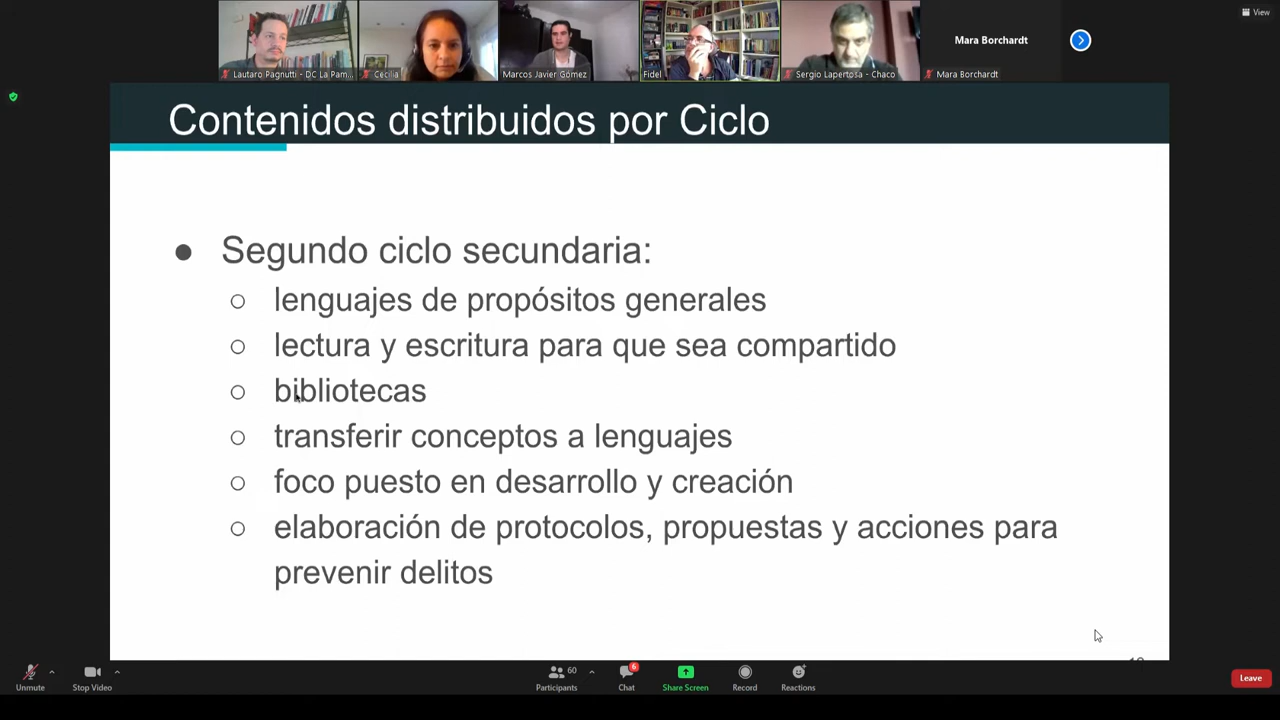 View
Mara Borchardt
Lautaro Pagnutti - DC La Pam...
Cecilia
Marcos Javier Gómez
Fidel
Sergio Lapertosa - Chaco
Mara Borchardt
Contenidos distribuidos por Ciclo
● Segundo ciclo secundaria:
○ lenguajes de propósitos generales
○ lectura y escritura para que sea compartido
○ bibliotecas
○ transferir conceptos a lenguajes
○ foco puesto en desarrollo y creación
○ elaboración de protocolos, propuestas y acciones para
prevenir delitos
Unmute
Stop Video
60
Participants
6
Chat
Share Screen
Record
Reactions
Leave